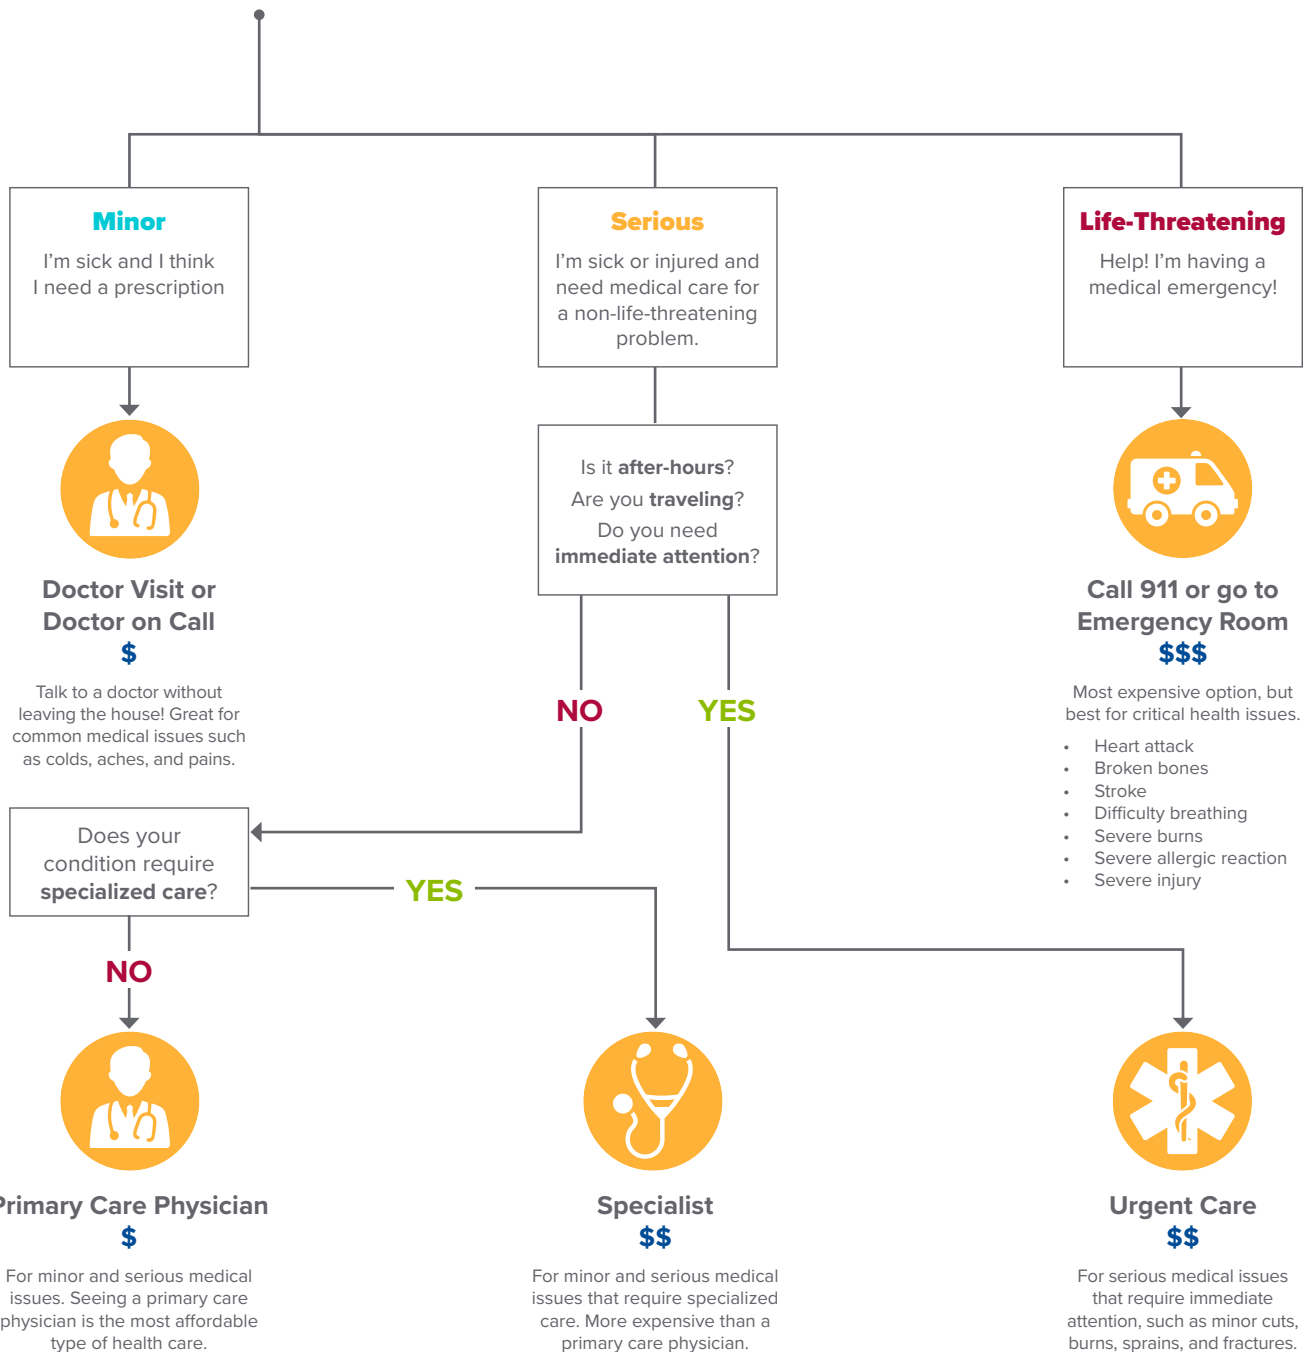 Minor
I'm sick and I think
I need a prescription
Serious
I'm sick or injured and
need medical care for
a non-life-threatening
problem.
Life-Threatening
Help! I'm having a
medical emergency!
Is it after-hours?
Are you traveling?
Do you need
immediate attention?
Doctor Visit or
Doctor on Call
$
Talk to a doctor without
leaving the house! Great for
common medical issues such
as colds, aches, and pains.
Call 911 or go to
Emergency Room
$$$
Most expensive option, but
best for critical health issues.
• Heart attack
• Broken bones
• Stroke
• Difficulty breathing
• Severe burns
• Severe allergic reaction
• Severe injury
NO
YES
Does your
condition require
specialized care?
YES
NO
Primary Care Physician
$
For minor and serious medical
issues. Seeing a primary care
physician is the most affordable
type of health care.
Specialist
$$
For minor and serious medical
issues that require specialized
care. More expensive than a
primary care physician.
Urgent Care
$$
For serious medical issues
that require immediate
attention, such as minor cuts,
burns, sprains, and fractures.